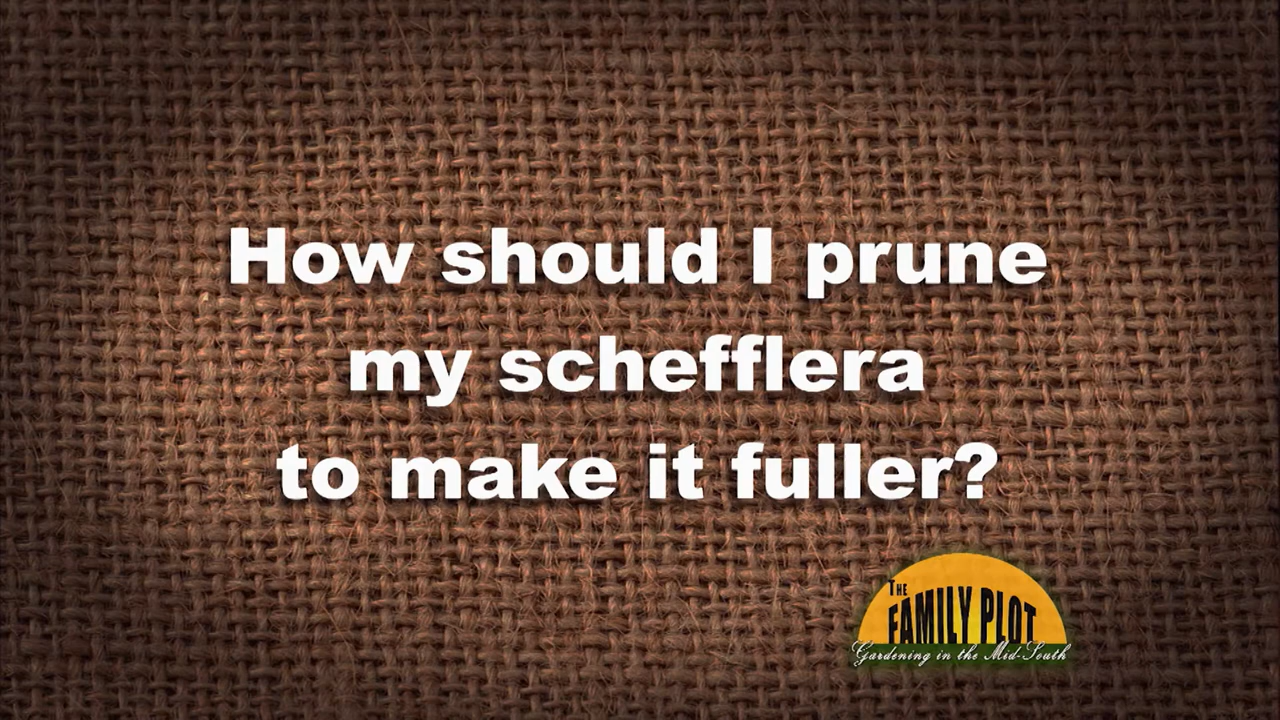 How should I prune
my schefflera
to make it fuller?
THE
FAMILY PLOT
Gardening in the Mid-South